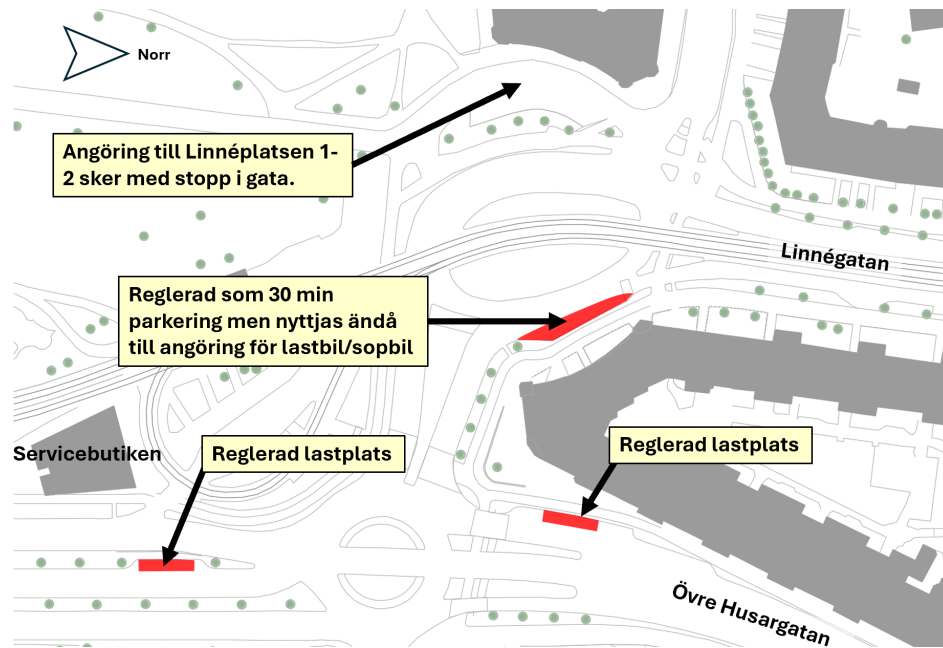 Norr
Angöring till Linnéplatsen 1-
2 sker med stopp i gata.
Linnégatan
Reglerad som 30 min
parkering men nyttjas ändå
till angöring för lastbil/sopbil
Servicebutiken
Reglerad lastplats
Reglerad lastplats
Övre Husargatan